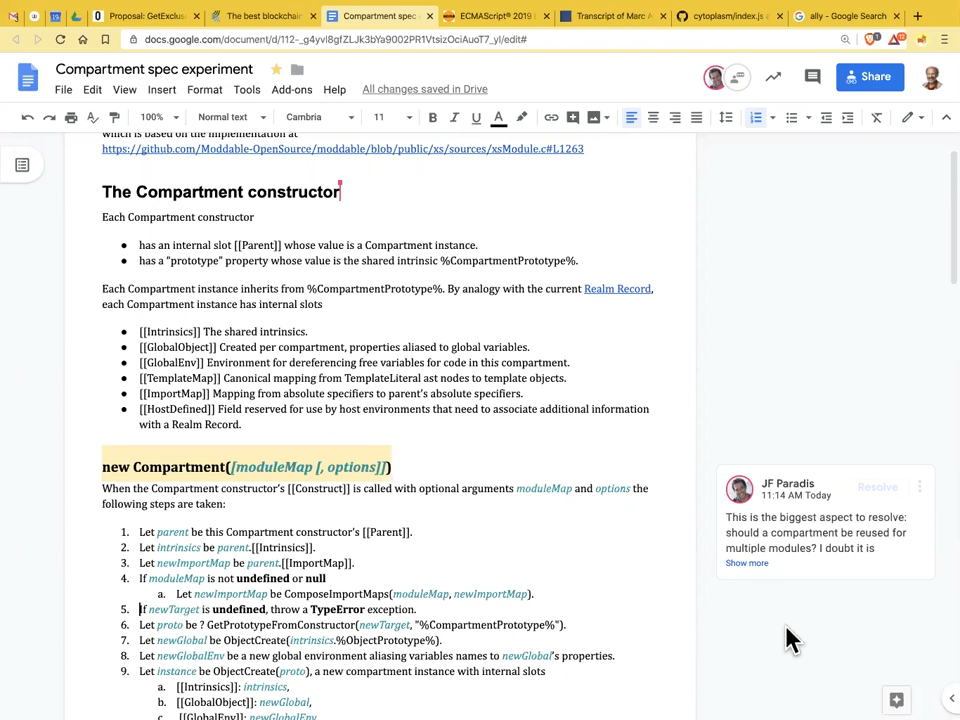 Proposal: GetExclus
The best blockchain
Compartment spec e
ECMAScript® 2019 L
Transcript of Marc A
cytoplasm/index.js a
ally - Google Search
docs.google.com/document/d/112-_g4yvl8gfZLJk3bYa9002PR1VtsizOciAuoT7_yl/edit#
Compartment spec experiment
File Edit View Insert Format Tools Add-ons Help All changes saved in Drive
Share
100% Normal text Cambria 11
which is based on the implementation at
https://github.com/Moddable-OpenSource/moddable/blob/public/xs/sources/xsModule.c#L1263
The Compartment constructor
Each Compartment constructor
● has an internal slot [[Parent]] whose value is a Compartment instance.
● has a "prototype" property whose value is the shared intrinsic %CompartmentPrototype%.
Each Compartment instance inherits from %CompartmentPrototype%. By analogy with the current Realm Record,
each Compartment instance has internal slots
● [[Intrinsics]] The shared intrinsics.
● [[GlobalObject]] Created per compartment, properties aliased to global variables.
● [[GlobalEnv]] Environment for dereferencing free variables for code in this compartment.
● [[TemplateMap]] Canonical mapping from TemplateLiteral ast nodes to template objects.
● [[ImportMap]] Mapping from absolute specifiers to parent's absolute specifiers.
● [[HostDefined]] Field reserved for use by host environments that need to associate additional information
with a Realm Record.
new Compartment([moduleMap [, options]])
When the Compartment constructor's [[Construct]] is called with optional arguments moduleMap and options the
following steps are taken:
1. Let parent be this Compartment constructor's [[Parent]].
2. Let intrinsics be parent.[[Intrinsics]].
3. Let newImportMap be parent.[[ImportMap]].
4. If moduleMap is not undefined or null
a. Let newImportMap be ComposeImportMaps(moduleMap, newImportMap).
5. If newTarget is undefined, throw a TypeError exception.
6. Let proto be ? GetPrototypeFromConstructor(newTarget, "%CompartmentPrototype%").
7. Let newGlobal be ObjectCreate(intrinsics.%ObjectPrototype%).
8. Let newGlobalEnv be a new global environment aliasing variables names to newGlobal's properties.
9. Let instance be ObjectCreate(proto), a new compartment instance with internal slots
a. [[Intrinsics]]: intrinsics,
b. [[GlobalObject]]: newGlobal,
c. [[GlobalEnv]]: newGlobalEnv
JF Paradis
11:14 AM Today
Resolve
This is the biggest aspect to resolve:
should a compartment be reused for
multiple modules? I doubt it is
Show more